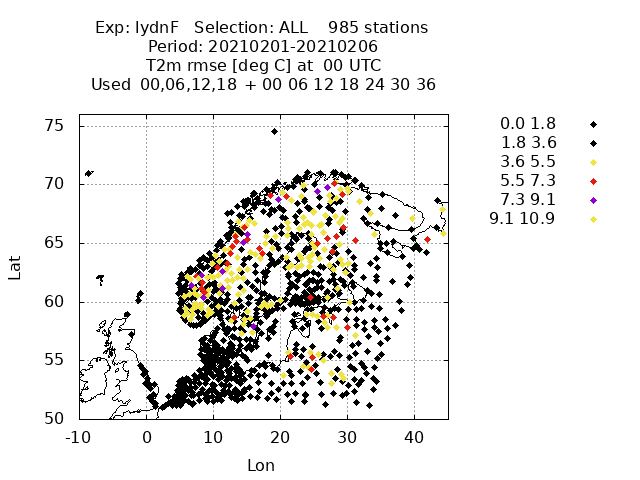 Exp: lydnF   Selection: ALL    985 stations
Period: 20210201-20210206
T2m rmse [deg C] at  00 UTC
Used  00,06,12,18  + 00 06 12 18 24 30 36
75
70
65
60
55
50
Lat
-10 0 10 20 30 40
Lon
0.0 1.8
1.8 3.6
3.6 5.5
5.5 7.3
7.3 9.1
9.1 10.9